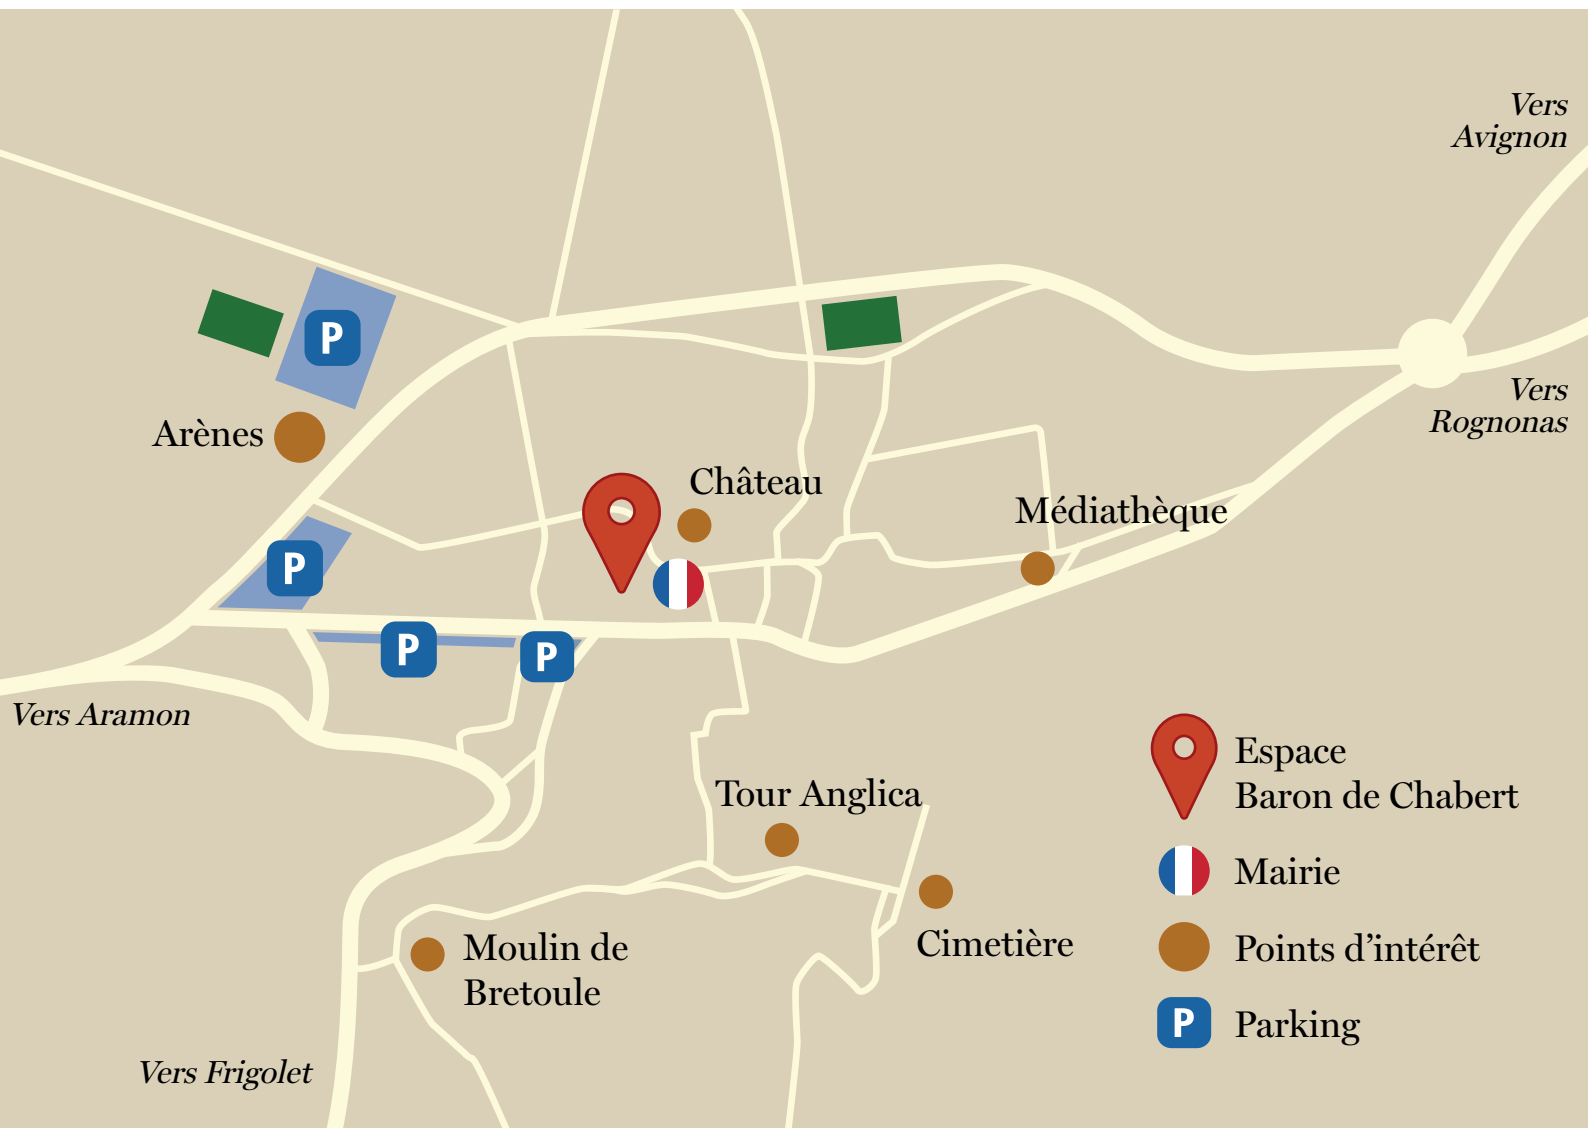 Vers
Avignon
P
Vers
Rognonas
Arènes
Château
Médiathèque
P
P
P
Vers Aramon
Espace
Baron de Chabert
Tour Anglica
Mairie
Cimetière
Moulin de
Bretoule
Points d’intérêt
P
Parking
Vers Frigolet